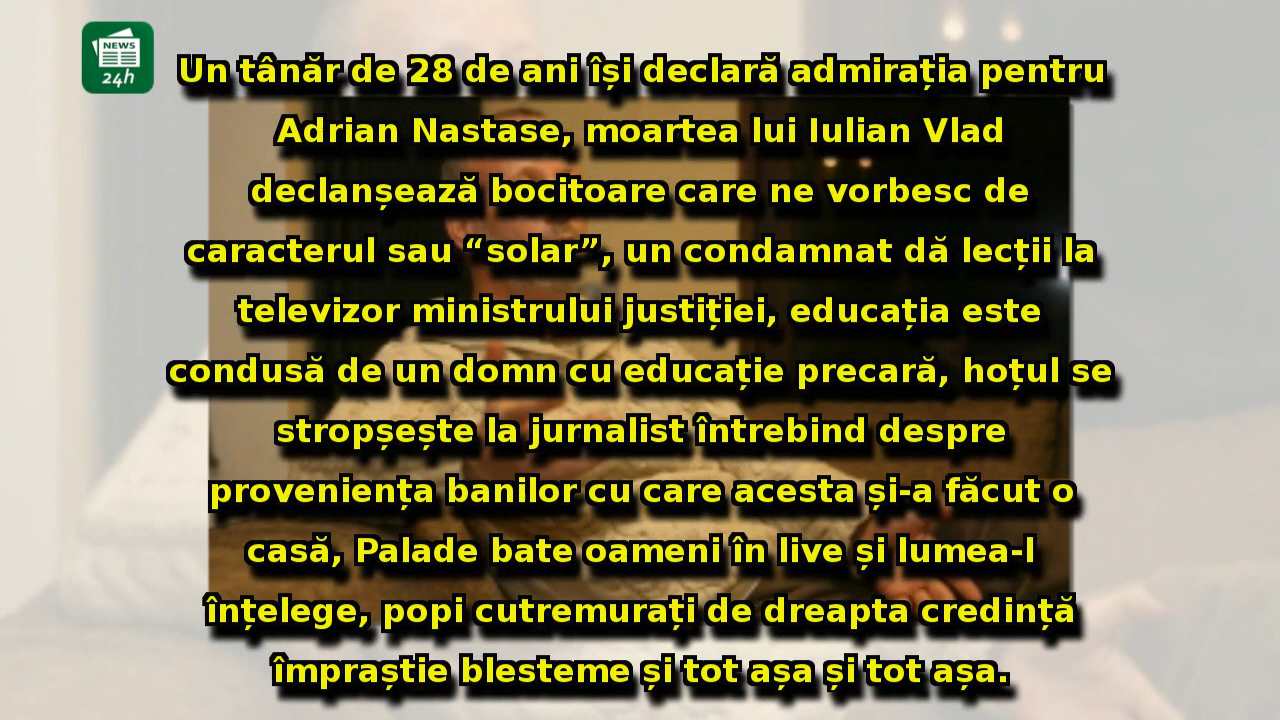 NEWS
24h
Un tânăr de 28 de ani își declară admirația pentru
Adrian Nastase, moartea lui Iulian Vlad
declanșează bocitoare care ne vorbesc de
caracterul sau “solar”, un condamnat dă lecții la
televizor ministrului justiției, educația este
condusă de un domn cu educație precară, hoțul se
stropșește la jurnalist întrebind despre
proveniența banilor cu care acesta și-a făcut o
casă, Palade bate oameni în live și lumea-l
înțelege, popi cutremurați de dreapta credință
împraștie blesteme și tot așa și tot așa.